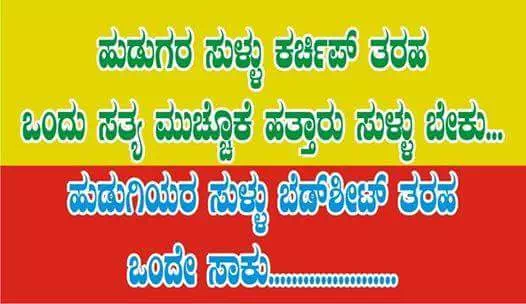 ಹುಡುಗರ ಸುಳ್ಳು ಕರ್ಚಿಪ್ ತರಹ
ಒಂದು ಸತ್ಯ ಮುಚ್ಚೊಕೆ ಹತ್ತಾರು ಸುಳ್ಳು ಬೇಕು...
ಹುಡುಗಿಯರ ಸುಳ್ಳು ಬೆಡ್‌ಶೀಟ್ ತರಹ
ಒಂದೇ ಸಾಕು......................